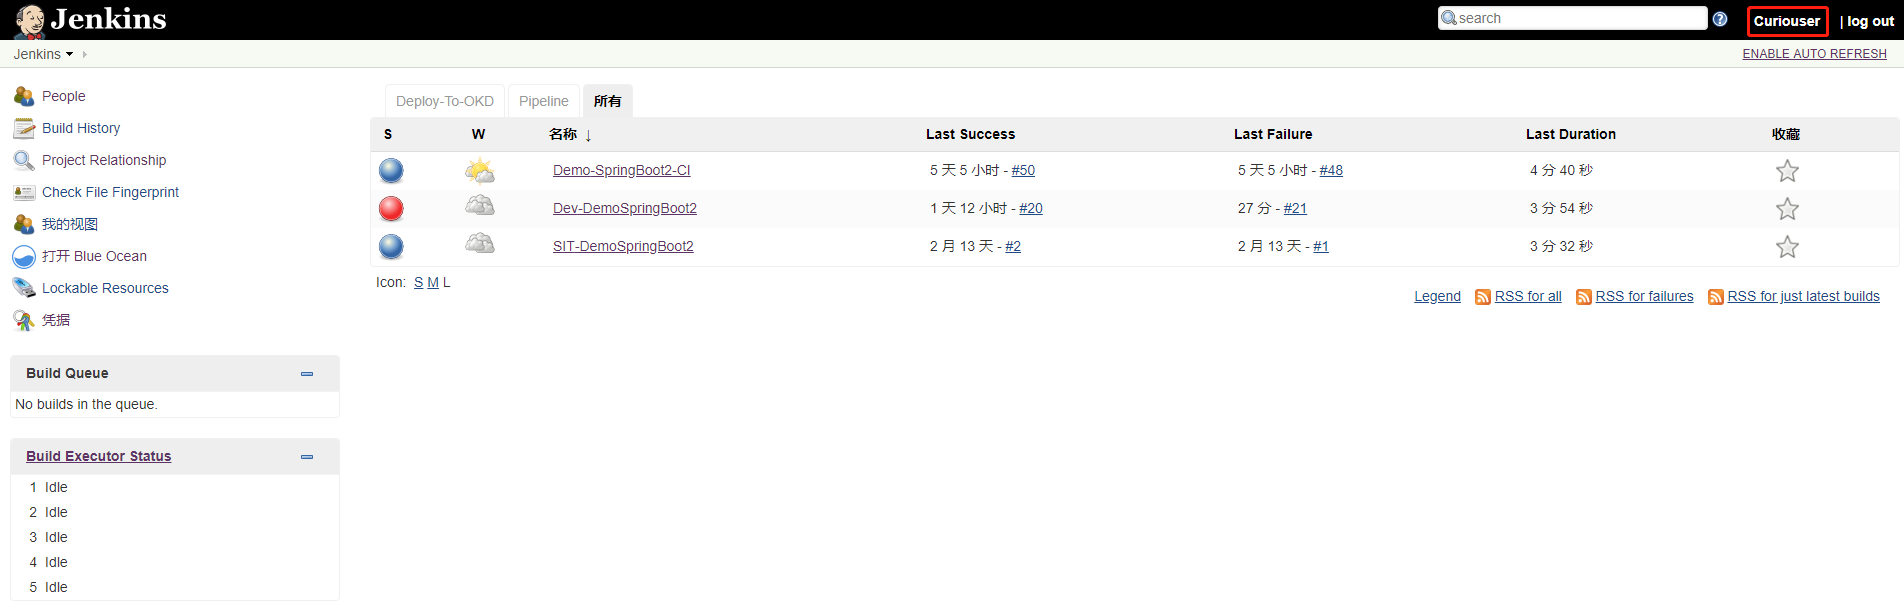 Jenkins
search
Curiouser
| log out
Jenkins
ENABLE AUTO REFRESH
People
Build History
Project Relationship
Check File Fingerprint
我的视图
打开 Blue Ocean
Lockable Resources
凭据
Build Queue
No builds in the queue.
Build Executor Status
1 Idle
2 Idle
3 Idle
4 Idle
5 Idle
Deploy-To-OKD Pipeline 所有
S W 名称 ↓ Last Success Last Failure Last Duration 收藏
Demo-SpringBoot2-CI 5 天 5 小时 - #50 5 天 5 小时 - #48 4 分 40 秒
Dev-DemoSpringBoot2 1 天 12 小时 - #20 27 分 - #21 3 分 54 秒
SIT-DemoSpringBoot2 2 月 13 天 - #2 2 月 13 天 - #1 3 分 32 秒
Icon: S M L
Legend RSS for all RSS for failures RSS for just latest builds